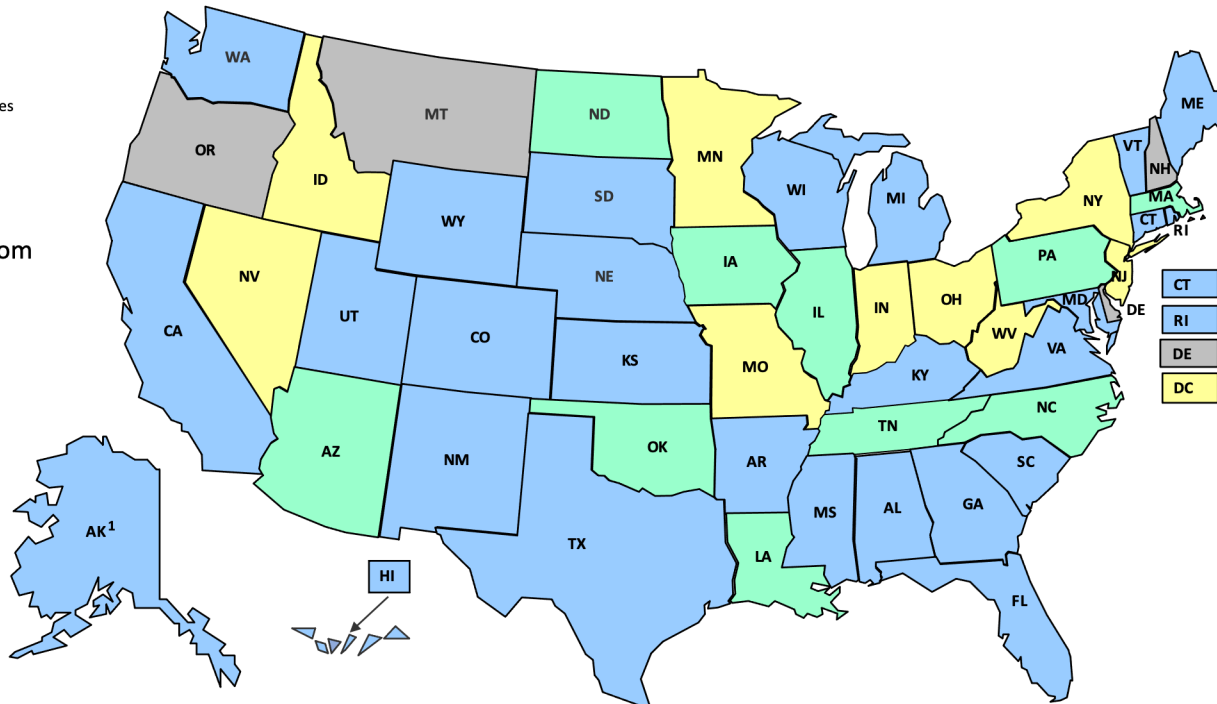 WA
ME
es
MT
ND
VT
OR
MN
NH
ID
WI
MI
MA
SD
NY
CT
WY
RI
om
PA
IA
NV
NE
NJ
CT
IN
OH
MD
DE
UT
IL
RI
CA
CO
WV
VA
KS
DE
MO
KY
DC
NC
TN
AZ
OK
NM
AR
SC
GA
MS
AL
AK¹
TX
LA
HI
FL